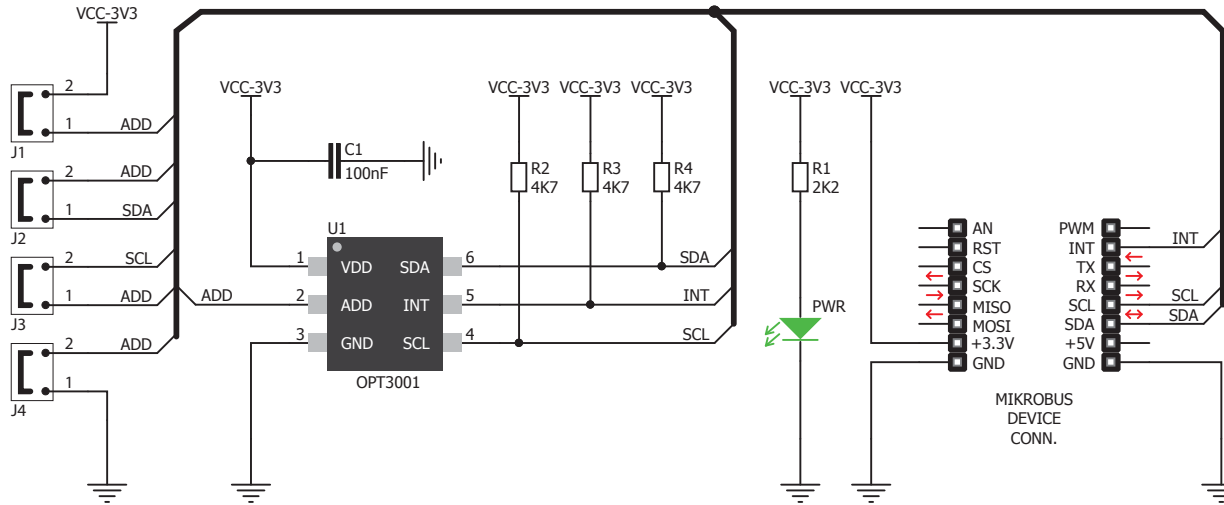 VCC-3V3
2
1 ADD
J1
2 ADD
1 SDA
J2
2 SCL
1 ADD
J3
2 ADD
1
J4
VCC-3V3
C1
100nF
ADD
U1
1 VDD SDA 6 SDA
2 ADD INT 5 INT
3 GND SCL 4 SCL
OPT3001
VCC-3V3 VCC-3V3 VCC-3V3
R2 R3 R4
4K7 4K7 4K7
VCC-3V3 VCC-3V3
R1
2K2
PWR
AN PWM
RST INT INT
CS TX
SCK RX
MISO SCL SCL
MOSI SDA SDA
+3.3V +5V
GND GND
MIKROBUS
DEVICE
CONN.